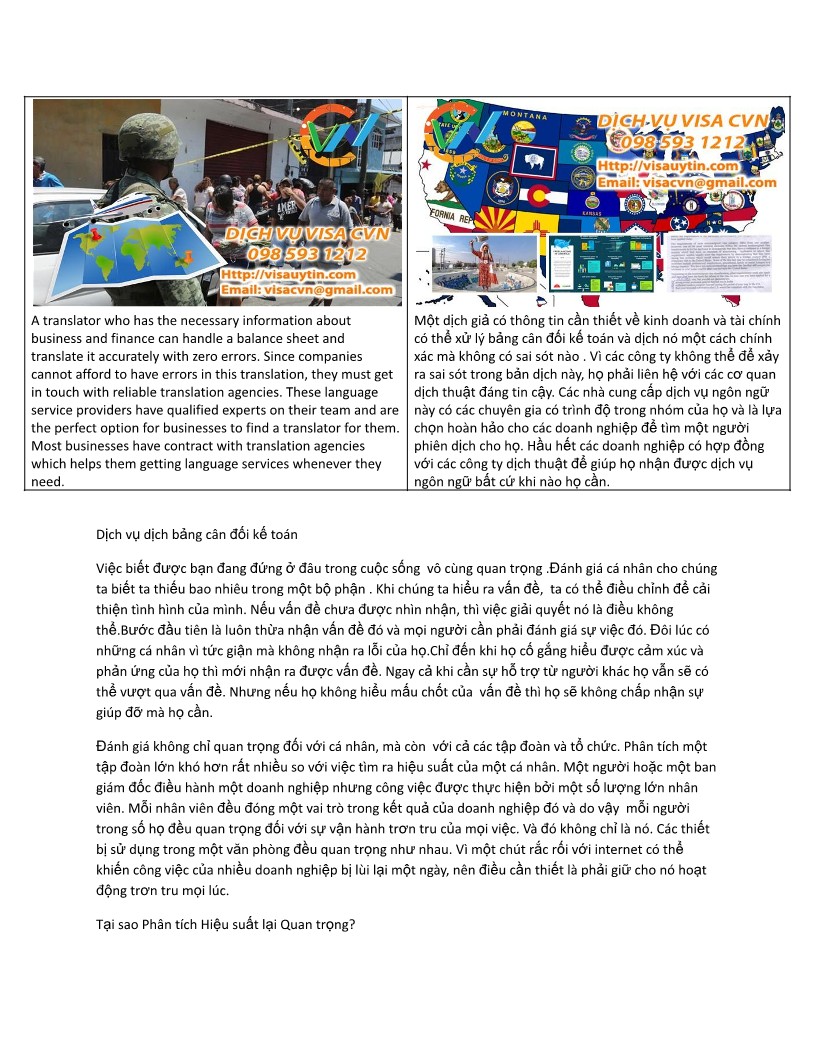 CVN
DỊCH VỤ VISA CVN
098 593 1212
Http://visauytin.com
Email: visacvn@gmail.com
MONTANA
DỊCH VỤ VISA CVN
098 593 1212
Http://visauytin.com
Email: visacvn@gmail.com
KANSAS
A translator who has the necessary information about
business and finance can handle a balance sheet and
translate it accurately with zero errors. Since companies
cannot afford to have errors in this translation, they must get
in touch with reliable translation agencies. These language
service providers have qualified experts on their team and are
the perfect option for businesses to find a translator for them.
Most businesses have contract with translation agencies
which helps them getting language services whenever they
need.
Một dịch giả có thông tin cần thiết về kinh doanh và tài chính
có thể xử lý bảng cân đối kế toán và dịch nó một cách chính
xác mà không có sai sót nào . Vì các công ty không thể để xảy
ra sai sót trong bản dịch này, họ phải liên hệ với các cơ quan
dịch thuật đáng tin cậy. Các nhà cung cấp dịch vụ ngôn ngữ
này có các chuyên gia có trình độ trong nhóm của họ và là lựa
chọn hoàn hảo cho các doanh nghiệp để tìm một người
phiên dịch cho họ. Hầu hết các doanh nghiệp có hợp đồng
với các công ty dịch thuật để giúp họ nhận được dịch vụ
ngôn ngữ bất cứ khi nào họ cần.
Dịch vụ dịch bảng cân đối kế toán
Việc biết được bạn đang đứng ở đâu trong cuộc sống  vô cùng quan trọng .Đánh giá cá nhân cho chúng
ta biết ta thiếu bao nhiêu trong một bộ phận . Khi chúng ta hiểu ra vấn đề,  ta có thể điều chỉnh để cải
thiện tình hình của mình. Nếu vấn đề chưa được nhìn nhận, thì việc giải quyết nó là điều không
thể.Bước đầu tiên là luôn thừa nhận vấn đề đó và mọi người cần phải đánh giá sự việc đó. Đôi lúc có
những cá nhân vì tức giận mà không nhận ra lỗi của họ.Chỉ đến khi họ cố gắng hiểu được cảm xúc và
phản ứng của họ thì mới nhận ra được vấn đề. Ngay cả khi cần sự hỗ trợ từ người khác họ vẫn sẽ có
thể vượt qua vấn đề. Nhưng nếu họ không hiểu mấu chốt của  vấn đề thì họ sẽ không chấp nhận sự
giúp đỡ mà họ cần.
Đánh giá không chỉ quan trọng đối với cá nhân, mà còn  với cả các tập đoàn và tổ chức. Phân tích một
tập đoàn lớn khó hơn rất nhiều so với việc tìm ra hiệu suất của một cá nhân. Một người hoặc một ban
giám đốc điều hành một doanh nghiệp nhưng công việc được thực hiện bởi một số lượng lớn nhân
viên. Mỗi nhân viên đều đóng một vai trò trong kết quả của doanh nghiệp đó và do vậy  mỗi người
trong số họ đều quan trọng đối với sự vận hành trơn tru của mọi việc. Và đó không chỉ là nó. Các thiết
bị sử dụng trong một văn phòng đều quan trọng như nhau. Vì một chút rắc rối với internet có thể
khiến công việc của nhiều doanh nghiệp bị lùi lại một ngày, nên điều cần thiết là phải giữ cho nó hoạt
động trơn tru mọi lúc.
Tại sao Phân tích Hiệu suất lại Quan trọng?